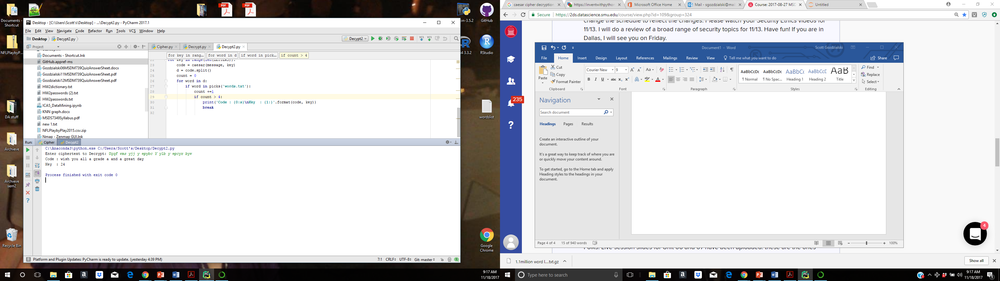 Documents -
Shortcut
NFLPlaybyP...
DA stuff
Archieve
Archieve
sem2
Recycle Bin
PDF
PDF
GitHub
RStudio
wordslist
Google
Chrome
Desktop - [C:\Users\Scott's\Desktop] - ...\Decypt2.py - PyCharm 2017.1
File Edit View Navigate Code Refactor Run Tools VCS Window Help
Desktop Decypt2.py
Decypt2
Project
Cipher.py Decrypt.py Decypt2.py
for key in rang... for word in d if word in pick... if count > 4
Documents - Shortcut.lnk
GitHub.appref-ms
Gozdzialski06MSDM739QuizAnswerSheet.docx
Gozdzialski11MSDM739QuizAnswerSheet.pdf
Gozdzialski12MSDM739QuizAnswerSheet.pdf
HW2dictionary.txt
HW2passwords (2).txt
HW2passwords.txt
ICA5_DataMining.ipynb
KNN graph.docx
MSDS7349Syllabus.pdf
new 1.txt
NFLPlaybyPlay2015.csv.zip
Nmap - Zenmap GUI.lnk
22 for key in range(len(LETTERS)):
23 code = caesar(message, key)
24 d = code.split()
25 count = 0
26 for word in d:
27 if word in picks('words.txt'):
28 count +=1
29 if count > 4:
30 print('Code : {0:s}\nKey  : {1:}'.format(code, key))
31 break
32
Run: Cipher Decypt2
C:\Anaconda3\python.exe C:/Users/Scott's/Desktop/Decypt2.py
Enter ciphertext to Decrypt: Ugqf wms yjj y epybc Y ylb y epcyr byw
Code : wish you all a grade a and a great day
Key  : 24
Process finished with exit code 0
Platform and Plugin Updates: PyCharm is ready to update. (yesterday 4:39 PM)
7:1 CRLF UTF-8 Git: master
9:17 AM
11/18/2017
caesar cipher decryption https://inventwithpython Microsoft Office Home Mail - sgozdzialski@mail Course: 2017-08-27 MSD Untitled
Secure https://2ds.datascience.smu.edu/course/view.php?id=109&group=324
change the schedule to reflect the changes. Please watch your Security Ethics videos for
11/13. I will do a review of a broad range of security topics for 11/13. Have fun! If you are in
Dallas, I will see you on Friday.
235
Document1 - Word
Scott Gozdzialski
File Home Insert Design Layout References Mailings Review View Tell me what you want to do Share
Paste
Cut
Copy
Format Painter
Courier New 9
AaBbCcDc AaBbCcDc AaBbCc AaBbCcC AaB
¶ Normal ¶ No Spac... Heading 1 Heading 2 Title
Find
Replace
Select
Clipboard Font Paragraph Styles Editing
Navigation
Search document
Headings Pages Results
Create an interactive outline of your
document.
It's a great way to keep track of where you are
or quickly move your content around.
To get started, go to the Home tab and apply
Heading styles to the headings in your
document.
Page 4 of 4 15 of 940 words
100%
Folks: Live session slides for Unit 06 and 07 have been uploaded. these are the ones
4
1.1million word l....txt.gz
Show all
Type here to search
9:17 AM
11/18/2017